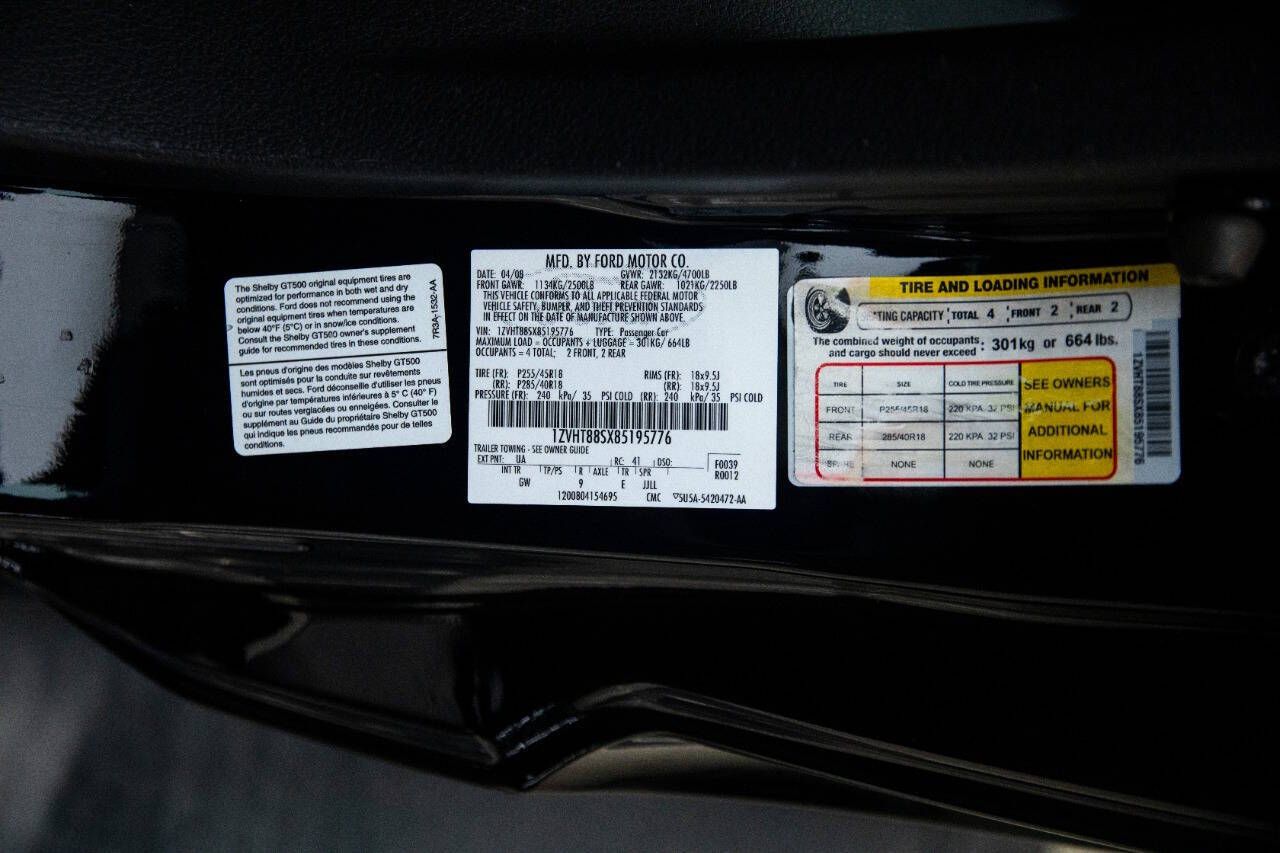 The Shelby GT500 original equipment tires are
optimized for performance in both wet and dry
conditions. Ford does not recommend using the
original equipment tires when temperatures are
below 40°F (5°C) or in snow/ice conditions.
Consult the Shelby GT500 owner's supplement
guide for recommended tires in these conditions.
Les pneus d'origine des modèles Shelby GT500
sont optimisés pour la conduite sur revêtements
humides et secs. Ford déconseille d'utiliser les pneus
d'origine par températures inférieures à 5° C (40° F)
ou sur routes verglacées ou enneigées. Consulter le
supplément au Guide du propriétaire Shelby GT500
qui indique les pneus recommandés pour de telles
conditions.
7R3A-1532-AA
MFD. BY FORD MOTOR CO.
DATE: 04/08 GVWR: 2132KG/4700LB
FRONT GAWR: 1134KG/2500LB REAR GAWR: 1021KG/2250LB
THIS VEHICLE CONFORMS TO ALL APPLICABLE FEDERAL MOTOR
VEHICLE SAFETY, BUMPER, AND THEFT PREVENTION STANDARDS
IN EFFECT ON THE DATE OF MANUFACTURE SHOWN ABOVE.
VIN: 1ZVHT88SX85195776 TYPE: Passenger Car
MAXIMUM LOAD = OCCUPANTS + LUGGAGE = 301KG/ 664LB
OCCUPANTS = 4 TOTAL; 2 FRONT, 2 REAR
TIRE (FR): P255/45R18 RIMS (FR): 18x9.5J
(RR): P285/40R18 (RR): 18x9.5J
PRESSURE (FR): 240 kPa/ 35 PSI COLD (RR): 240 kPa/ 35 PSI COLD
1ZVHT88SX85195776
TRAILER TOWING - SEE OWNER GUIDE
EXT PNT: UA RC: 41 DSO: F0039
INT TR TP/PS R AXLE TR SPR R0012
GW 9 E JJLL
1200804154695 CMC 5U5A-5420472-AA
TIRE AND LOADING INFORMATION
SEATING CAPACITY TOTAL 4 FRONT 2 REAR 2
The combined weight of occupants
and cargo should never exceed : 301kg or 664 lbs.
TIRE SIZE COLD TIRE PRESSURE
FRONT P255/45R18 220 KPA, 32 PSI
REAR 285/40R18 220 KPA 32 PSI
SPARE NONE NONE
SEE OWNERS
MANUAL FOR
ADDITIONAL
INFORMATION
1ZVHT88SX85195776